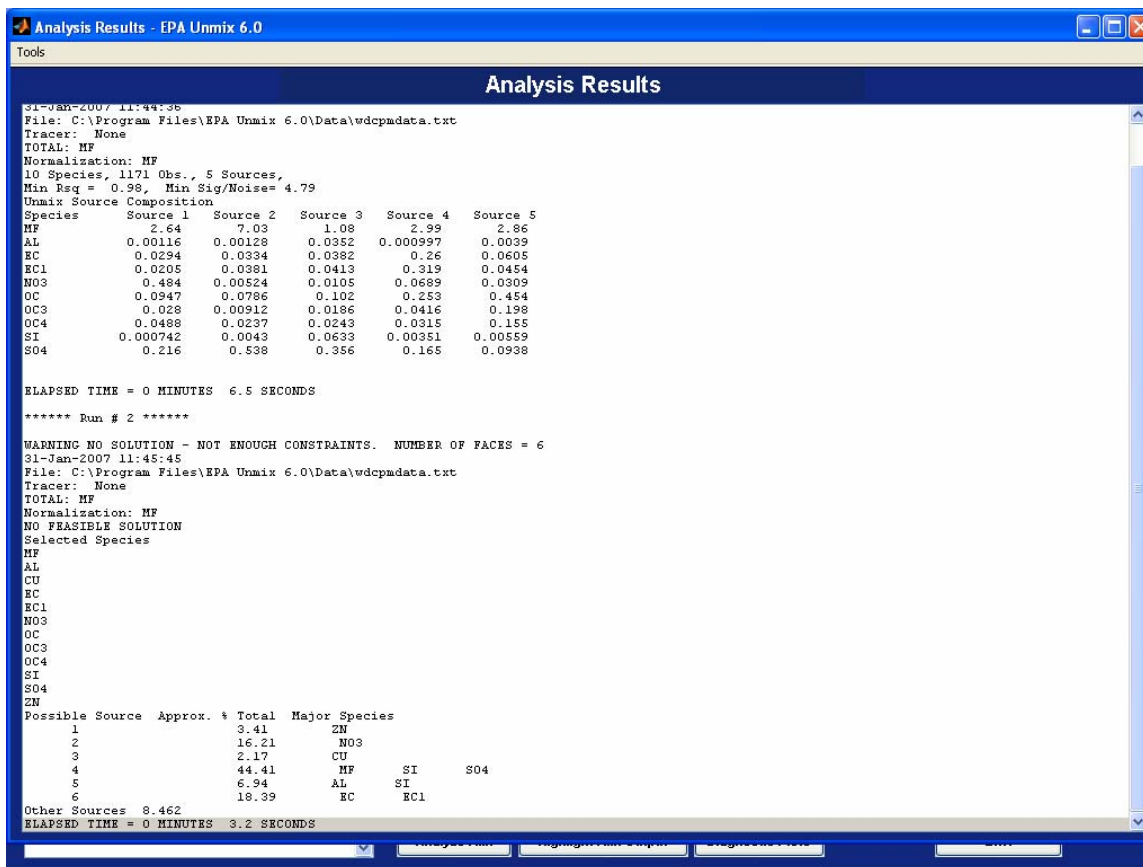 Analysis Results - EPA Unmix 6.0
Tools
Analysis Results
31-Jan-2007 11:44:36
File: C:\Program Files\EPA Unmix 6.0\Data\wdcpmdata.txt
Tracer: None
TOTAL: MF
Normalization: MF
10 Species, 1171 Obs., 5 Sources,
Min Rsq = 0.98, Min Sig/Noise= 4.79
Unmix Source Composition
Species Source 1 Source 2 Source 3 Source 4 Source 5
MF 2.64 7.03 1.08 2.99 2.86
AL 0.00116 0.00128 0.0352 0.000997 0.0039
EC 0.0294 0.0334 0.0382 0.26 0.0605
EC1 0.0205 0.0381 0.0413 0.319 0.0454
NO3 0.484 0.00524 0.0105 0.0689 0.0309
OC 0.0947 0.0786 0.102 0.253 0.454
OC3 0.028 0.00912 0.0186 0.0416 0.198
OC4 0.0488 0.0237 0.0243 0.0315 0.155
SI 0.000742 0.0043 0.0633 0.00351 0.00559
SO4 0.216 0.538 0.356 0.165 0.0938
ELAPSED TIME = 0 MINUTES 6.5 SECONDS
****** Run # 2 ******
WARNING NO SOLUTION - NOT ENOUGH CONSTRAINTS. NUMBER OF FACES = 6
31-Jan-2007 11:45:45
File: C:\Program Files\EPA Unmix 6.0\Data\wdcpmdata.txt
Tracer: None
TOTAL: MF
Normalization: MF
NO FEASIBLE SOLUTION
Selected Species
MF
AL
CU
EC
EC1
NO3
OC
OC3
OC4
SI
SO4
ZN
Possible Source Approx. % Total Major Species
1 3.41 ZN
2 16.21 NO3
3 2.17 CU
4 44.41 MF SI SO4
5 6.94 AL SI
6 18.39 EC EC1
Other Sources 8.462
ELAPSED TIME = 0 MINUTES 3.2 SECONDS